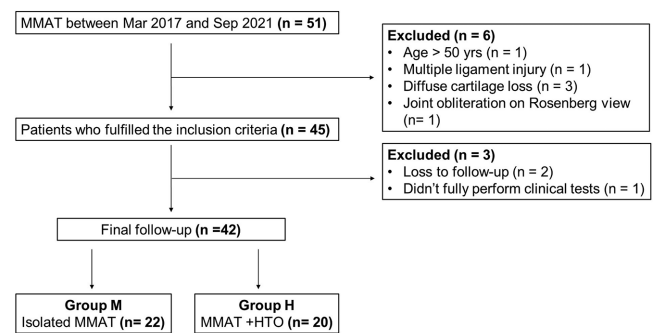 MMAT between Mar 2017 and Sep 2021 (n = 51)
Excluded (n = 6)
• Age > 50 yrs (n = 1)
• Multiple ligament injury (n = 1)
• Diffuse cartilage loss (n = 3)
• Joint obliteration on Rosenberg view
(n= 1)
Patients who fulfilled the inclusion criteria (n = 45)
Excluded (n = 3)
• Loss to follow-up (n = 2)
• Didn't fully perform clinical tests (n = 1)
Final follow-up (n =42)
Group M
Isolated MMAT (n= 22)
Group H
MMAT +HTO (n= 20)